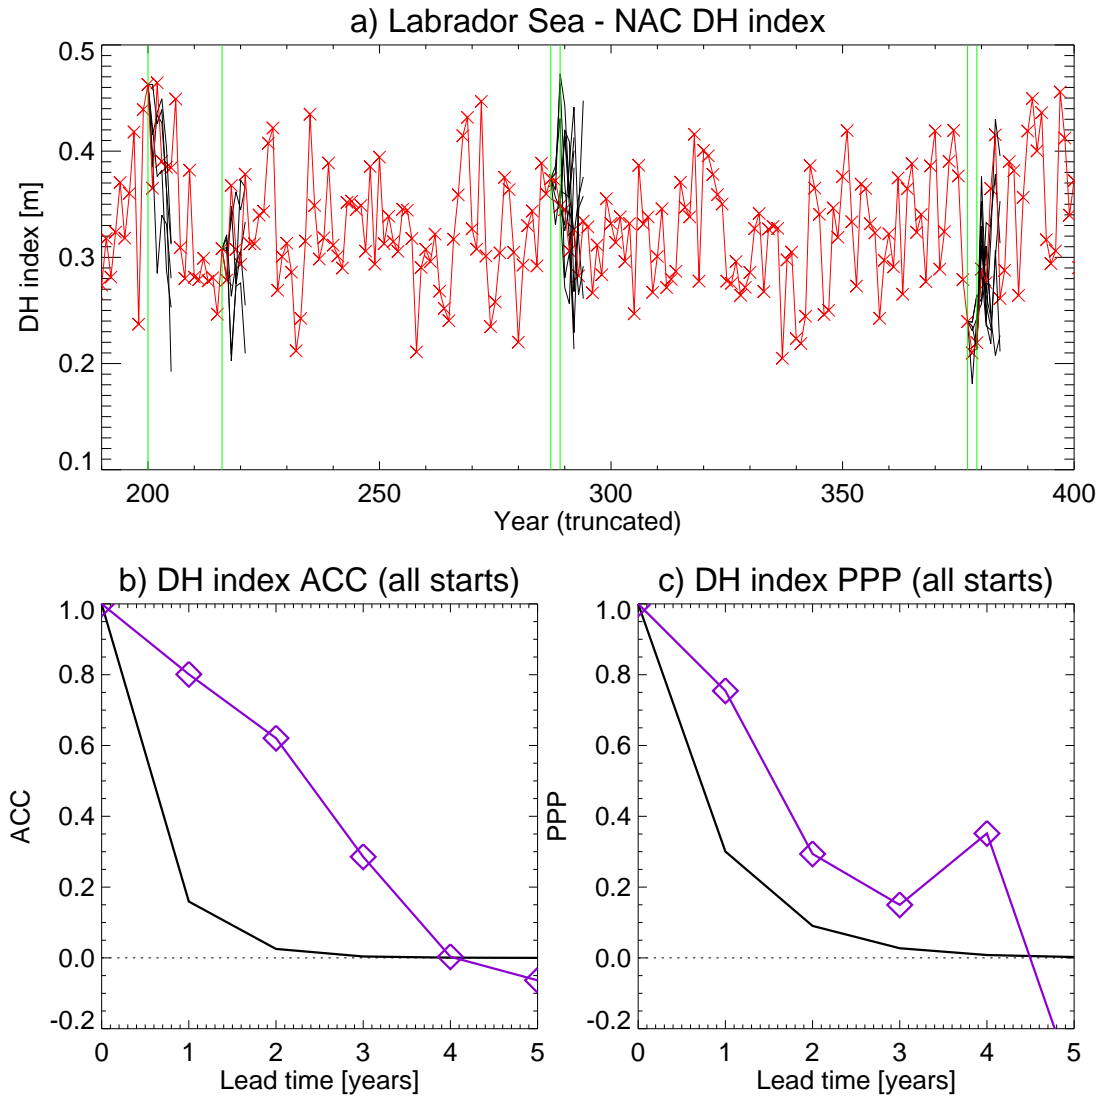 a) Labrador Sea - NAC DH index
0.5
0.4
0.3
0.2
0.1
DH index [m]
200 250 300 350 400
Year (truncated)
b) DH index ACC (all starts)
1.0
0.8
0.6
0.4
0.2
0.0
-0.2
ACC
0 1 2 3 4 5
Lead time [years]
c) DH index PPP (all starts)
1.0
0.8
0.6
0.4
0.2
0.0
-0.2
PPP
0 1 2 3 4 5
Lead time [years]